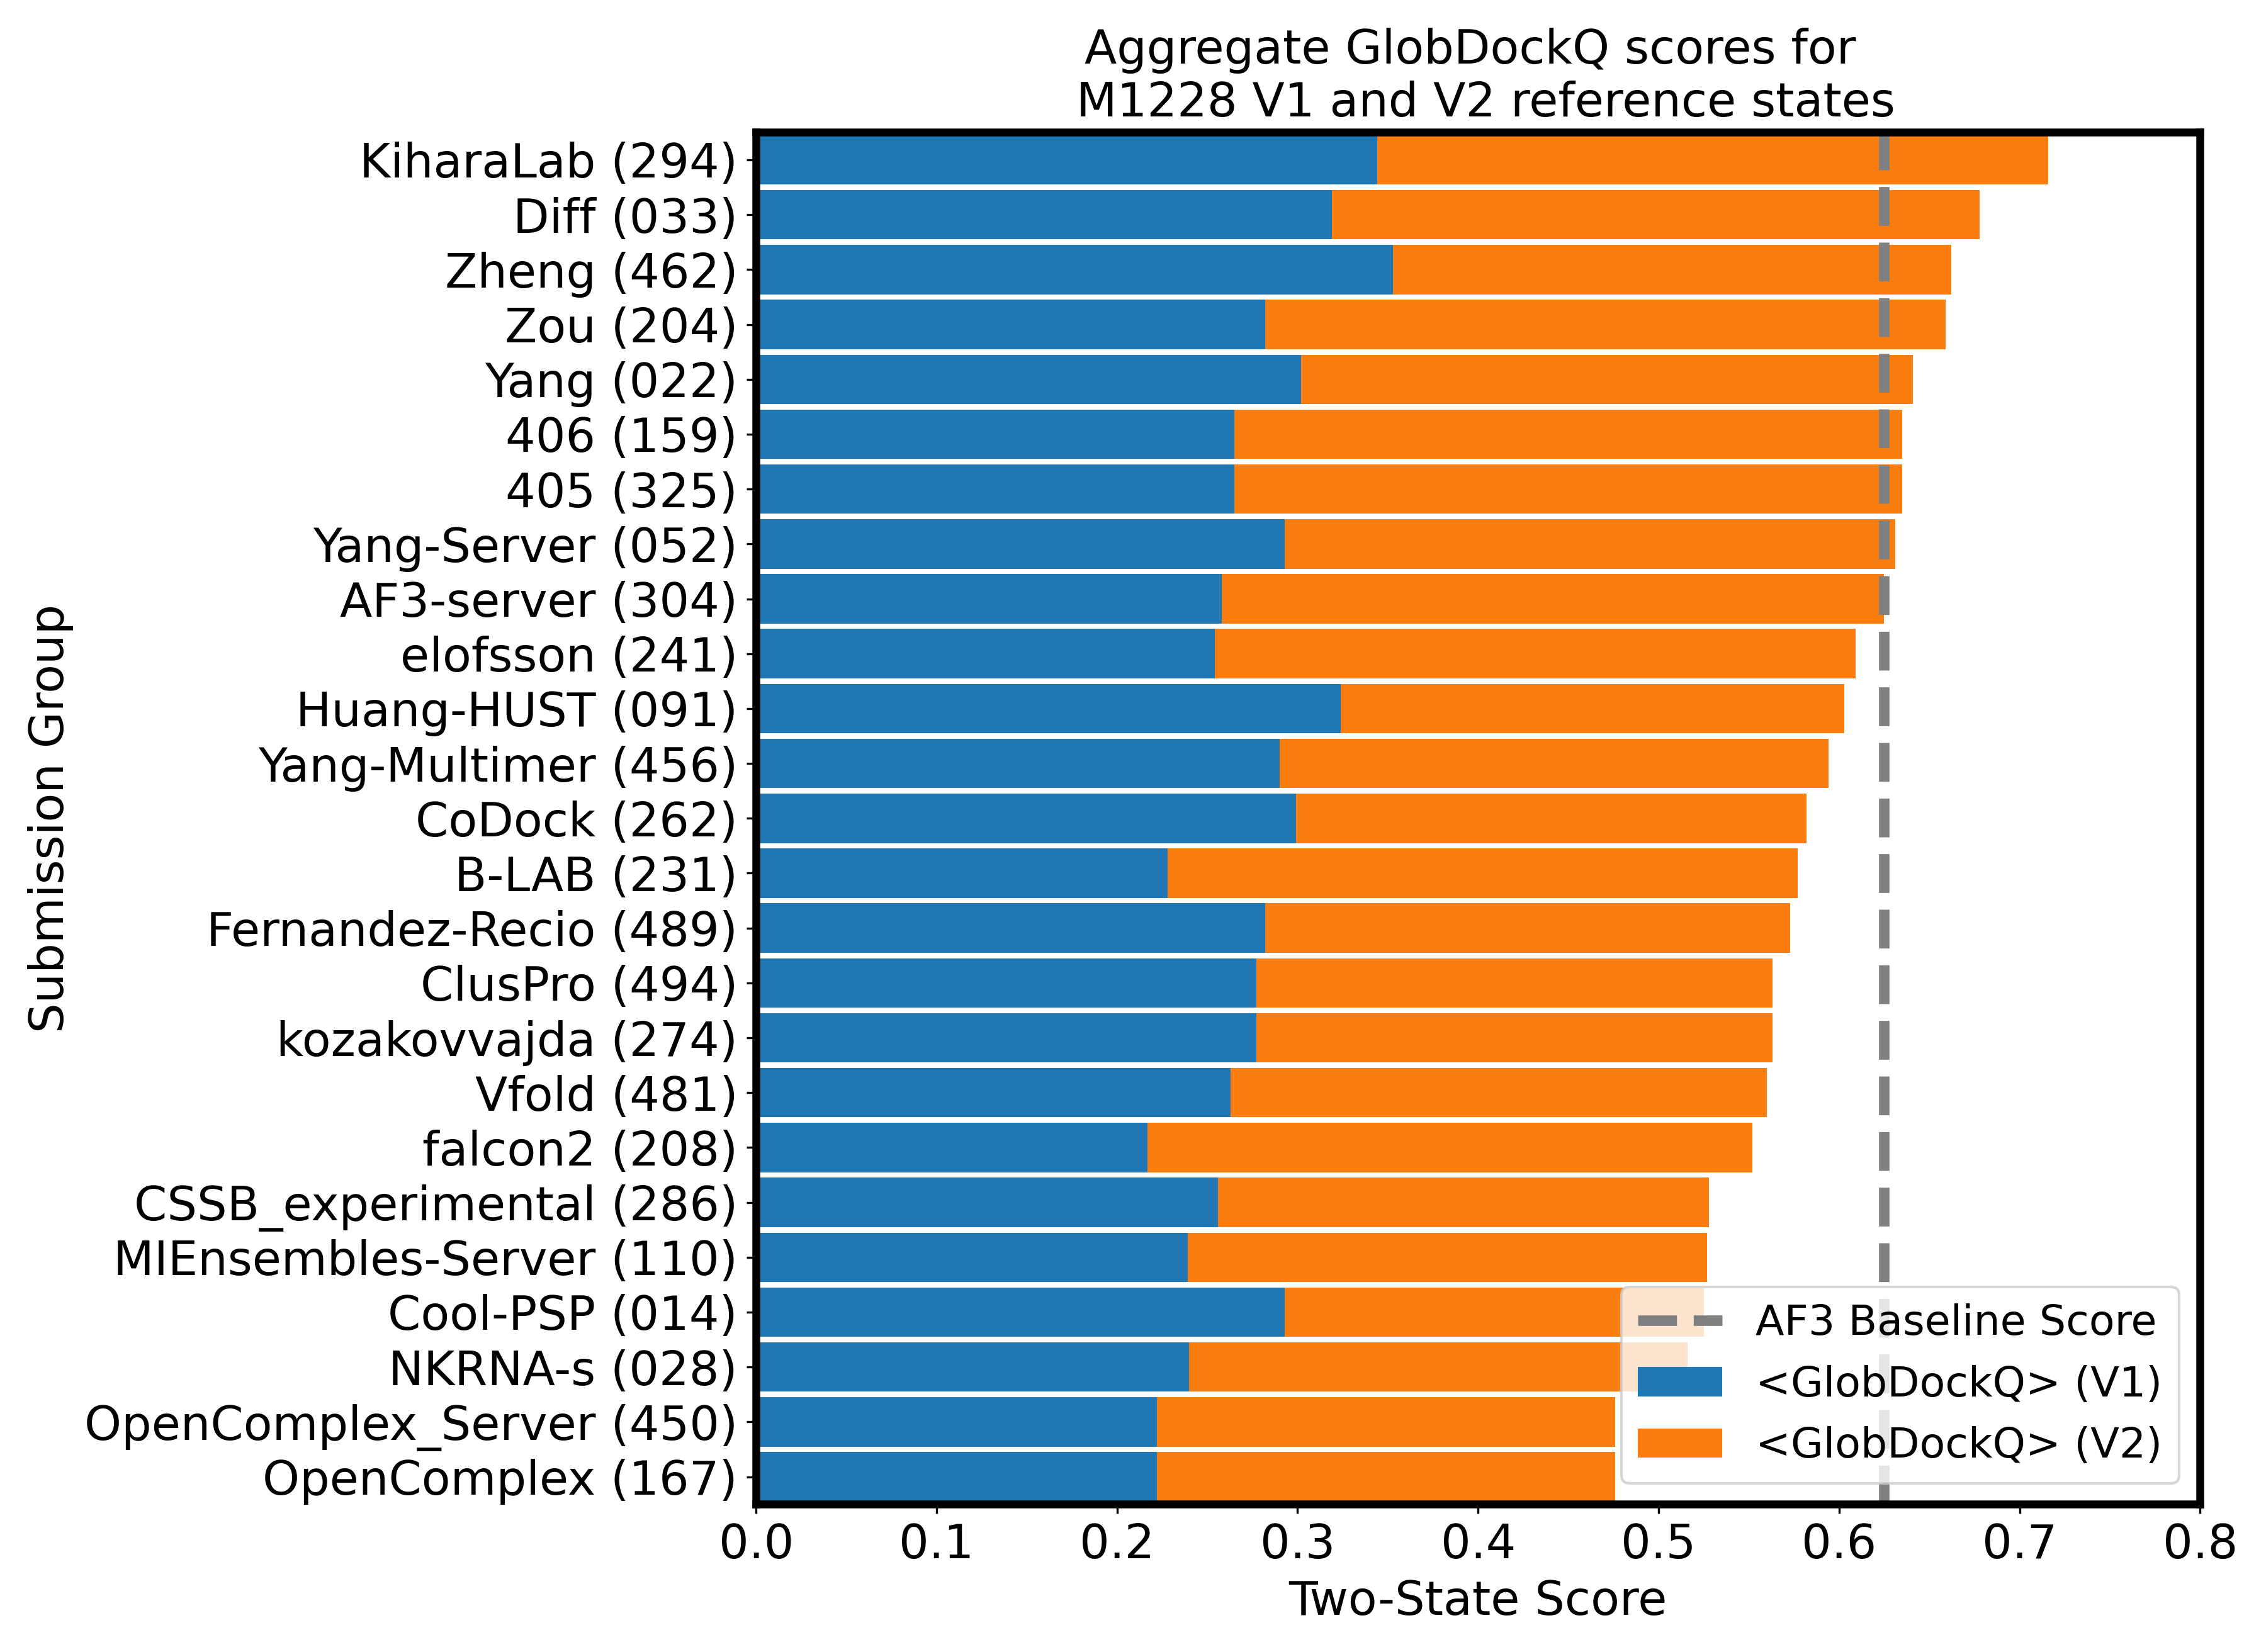 Aggregate GlobDockQ scores for
M1228 V1 and V2 reference states
Submission Group
KiharaLab (294)
Diff (033)
Zheng (462)
Zou (204)
Yang (022)
406 (159)
405 (325)
Yang-Server (052)
AF3-server (304)
elofsson (241)
Huang-HUST (091)
Yang-Multimer (456)
CoDock (262)
B-LAB (231)
Fernandez-Recio (489)
ClusPro (494)
kozakovvajda (274)
Vfold (481)
falcon2 (208)
CSSB_experimental (286)
MIEnsembles-Server (110)
Cool-PSP (014)
NKRNA-s (028)
OpenComplex_Server (450)
OpenComplex (167)
AF3 Baseline Score
<GlobDockQ> (V1)
<GlobDockQ> (V2)
0.0 0.1 0.2 0.3 0.4 0.5 0.6 0.7 0.8
Two-State Score